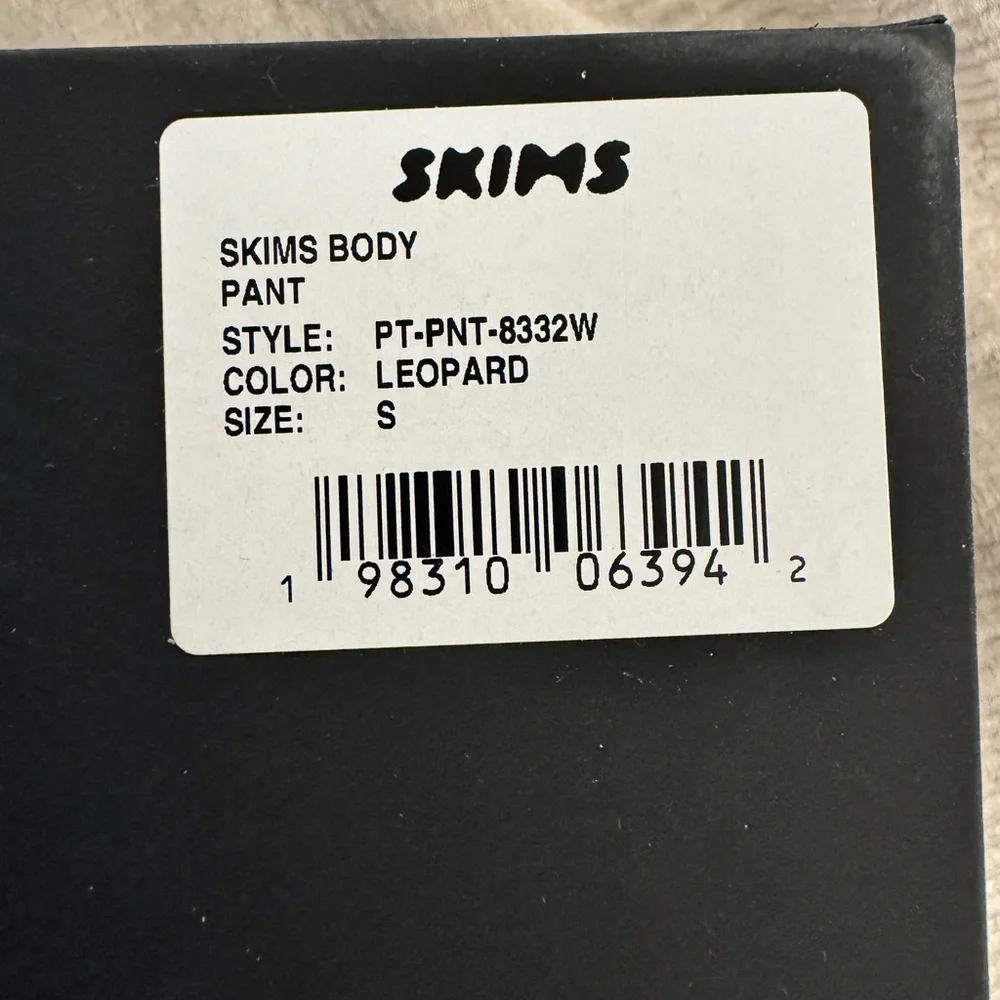 SKIMS
SKIMS BODY
PANT
STYLE: PT-PNT-8332W
COLOR: LEOPARD
SIZE: S
1 98310 06394 2